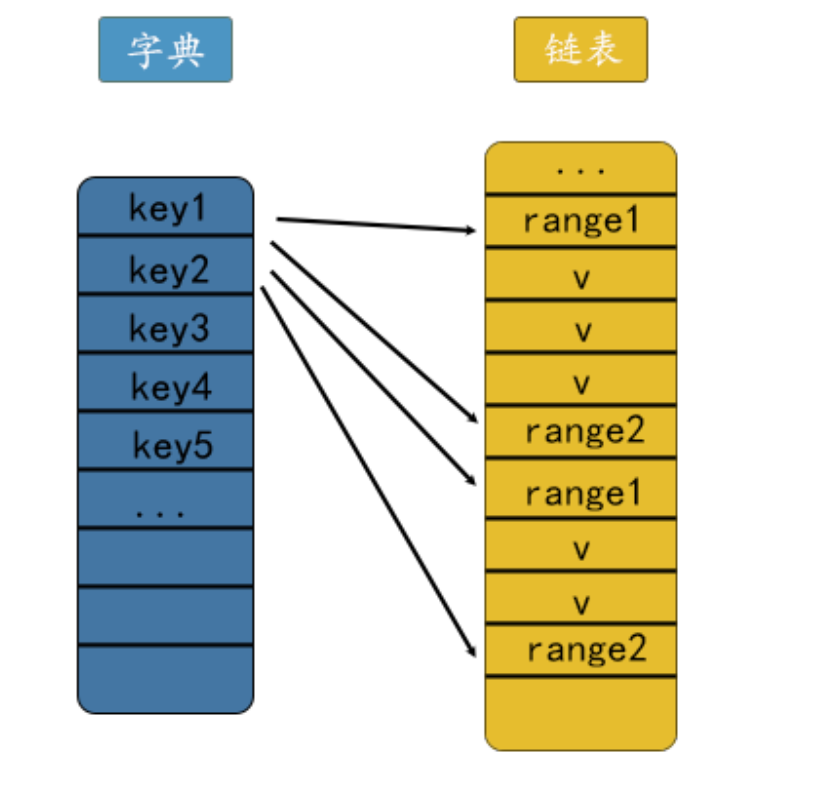 字典
链表
key1
key2
key3
key4
key5
...
...
range1
v
v
v
range2
range1
v
v
range2